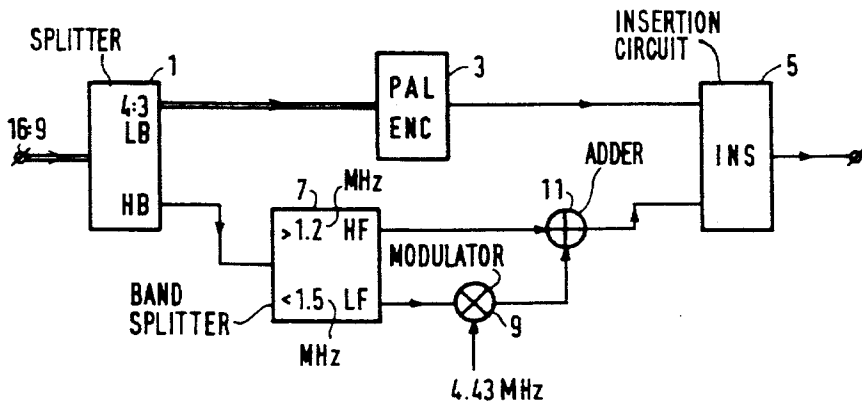 SPLITTER
1
16:9
4:3
LB
HB
PAL
ENC
3
INSERTION
CIRCUIT
5
INS
7
MHz
>1.2 HF
<1.5 LF
BAND
SPLITTER
MHz
MODULATOR
9
4.43 MHz
11
ADDER